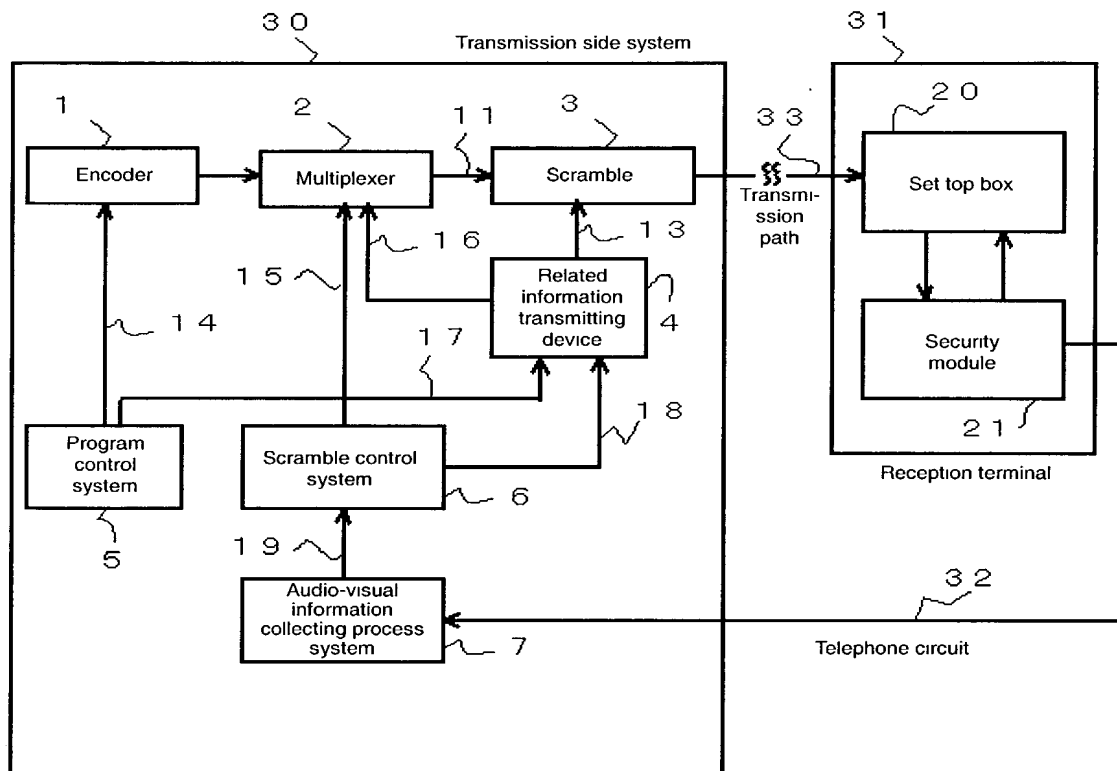 30
Transmission side system
31
1
2
11
3
33
20
Encoder
Multiplexer
Scramble
Set top box
Transmi-
ssion
path
16
13
15
Related
information
transmitting
device
4
14
17
Security
module
18
21
Program
control
system
Scramble control
system
Reception terminal
5
6
19
32
Audio-visual
information
collecting process
system
7
Telephone circuit